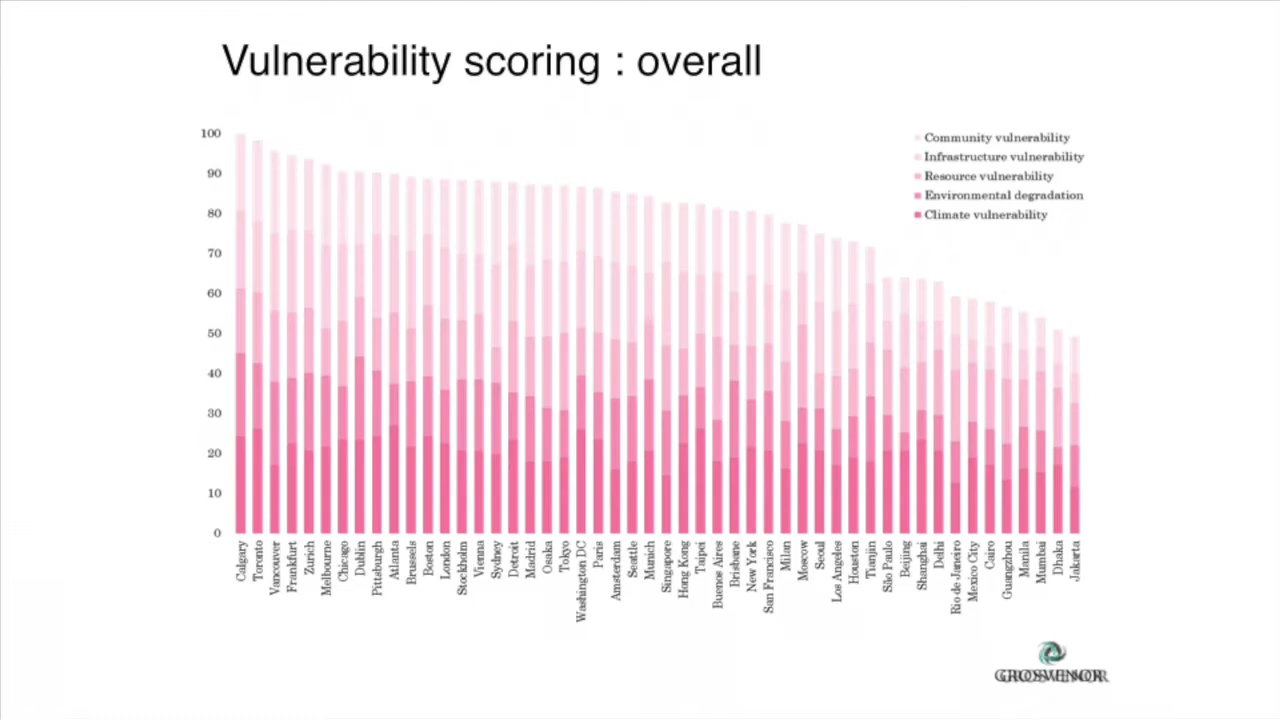 Vulnerability scoring : overall
100
90
80
70
60
50
40
30
20
10
0
Community vulnerability
Infrastructure vulnerability
Resource vulnerability
Environmental degradation
Climate vulnerability
Calgary
Toronto
Vancouver
Frankfurt
Zurich
Melbourne
Chicago
Dublin
Pittsburgh
Atlanta
Brussels
Boston
London
Stockholm
Vienna
Sydney
Detroit
Madrid
Osaka
Tokyo
Washington DC
Paris
Amsterdam
Seattle
Munich
Singapore
Hong Kong
Taipei
Buenos Aires
Brisbane
New York
San Francisco
Milan
Moscow
Seoul
Los Angeles
Houston
Tianjin
São Paulo
Beijing
Shanghai
Delhi
Rio de Janeiro
Mexico City
Cairo
Guangzhou
Manila
Mumbai
Dhaka
Jakarta
GROSVENOR